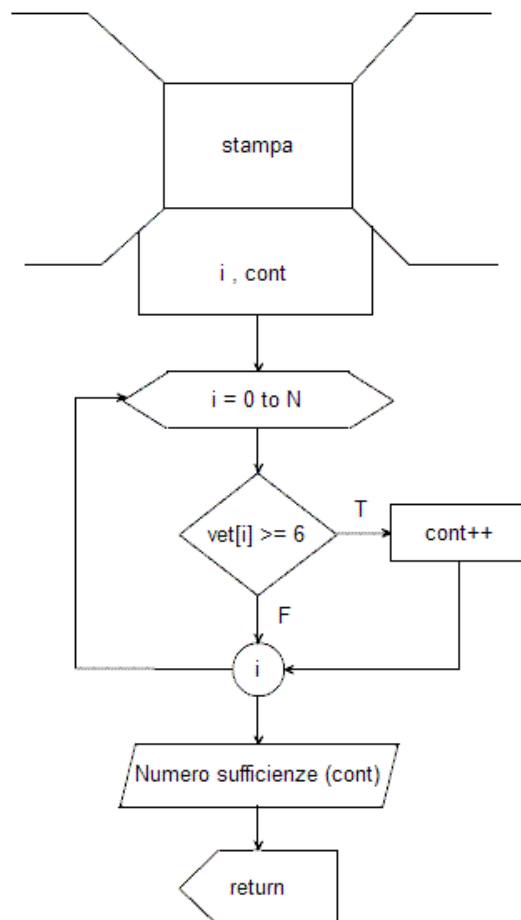 stampa
i , cont
i = 0 to N
vet[i] >= 6
T
cont++
F
i
Numero sufficienze (cont)
return